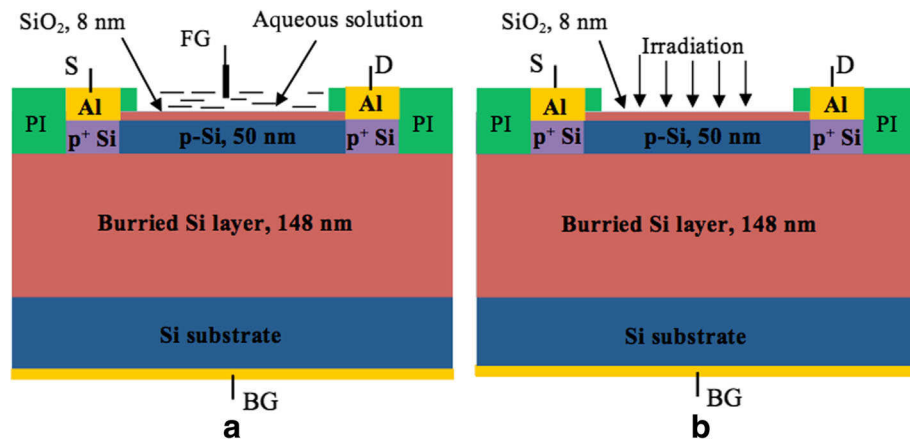 SiO₂, 8 nm
Aqueous solution
FG
S
D
Al
Al
PI
PI
p⁺ Si
p-Si, 50 nm
p⁺ Si
Burried Si layer, 148 nm
Si substrate
BG
a
SiO₂, 8 nm
Irradiation
S
D
Al
Al
PI
PI
p⁺ Si
p-Si, 50 nm
p⁺ Si
Burried Si layer, 148 nm
Si substrate
BG
b